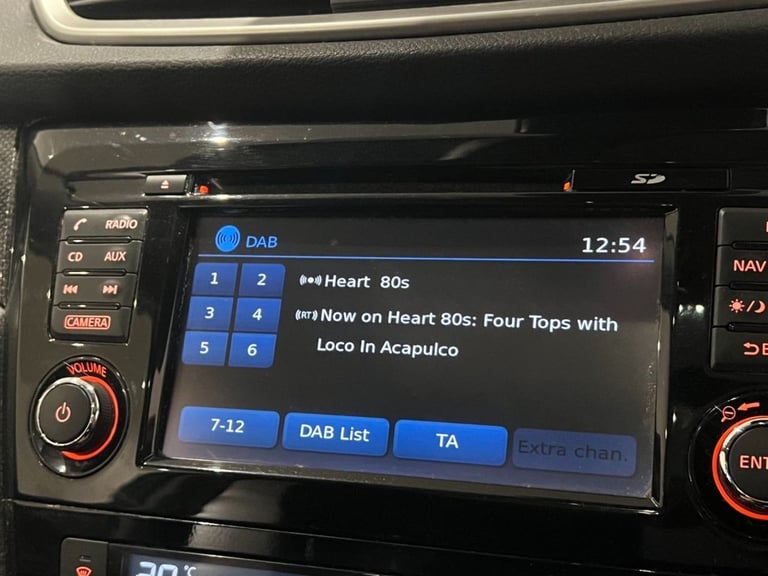 SD
RADIO
CD AUX
CAMERA
VOLUME
DAB
12:54
1 2
3 4
5 6
Heart 80s
(RT) Now on Heart 80s: Four Tops with
Loco In Acapulco
7-12
DAB List
TA
Extra chan.
NAV
ENT
°C